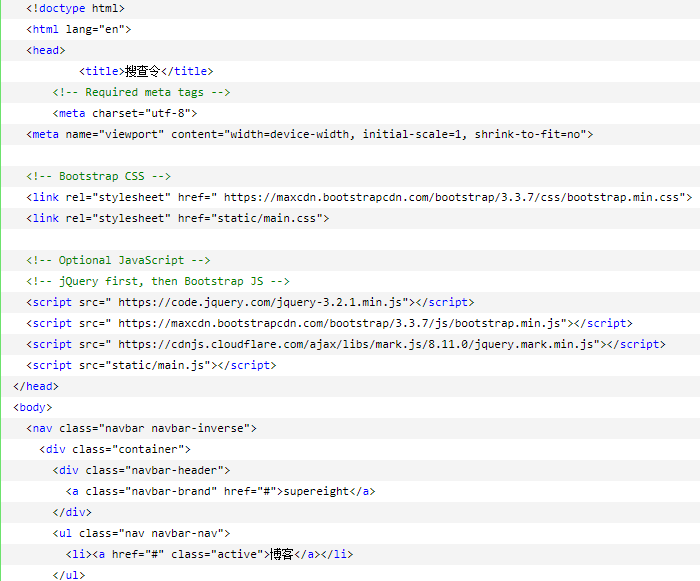 <!doctype html>
<html lang="en">
<head>
<title>搜查令</title>
<!-- Required meta tags -->
<meta charset="utf-8">
<meta name="viewport" content="width=device-width, initial-scale=1, shrink-to-fit=no">
<!-- Bootstrap CSS -->
<link rel="stylesheet" href=" https://maxcdn.bootstrapcdn.com/bootstrap/3.3.7/css/bootstrap.min.css">
<link rel="stylesheet" href="static/main.css">
<!-- Optional JavaScript -->
<!-- jQuery first, then Bootstrap JS -->
<script src=" https://code.jquery.com/jquery-3.2.1.min.js"></script>
<script src=" https://maxcdn.bootstrapcdn.com/bootstrap/3.3.7/js/bootstrap.min.js"></script>
<script src=" https://cdnjs.cloudflare.com/ajax/libs/mark.js/8.11.0/jquery.mark.min.js"></script>
<script src="static/main.js"></script>
</head>
<body>
<nav class="navbar navbar-inverse">
<div class="container">
<div class="navbar-header">
<a class="navbar-brand" href="#">supereight</a>
</div>
<ul class="nav navbar-nav">
<li><a href="#" class="active">博客</a></li>
</ul>